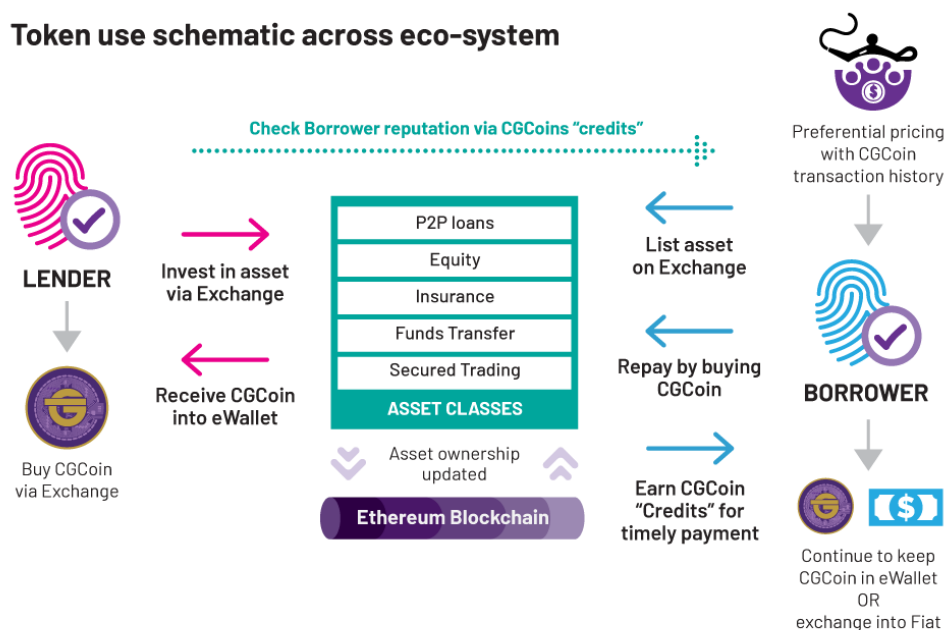 Token use schematic across eco-system
Check Borrower reputation via CGCoins “credits”
Preferential pricing
with CGCoin
transaction history
LENDER
Invest in asset
via Exchange
Receive CGCoin
into eWallet
Buy CGCoin
via Exchange
P2P loans
Equity
Insurance
Funds Transfer
Secured Trading
ASSET CLASSES
Asset ownership
updated
Ethereum Blockchain
List asset
on Exchange
Repay by buying
CGCoin
Earn CGCoin
“Credits” for
timely payment
BORROWER
Continue to keep
CGCoin in eWallet
OR
exchange into Fiat